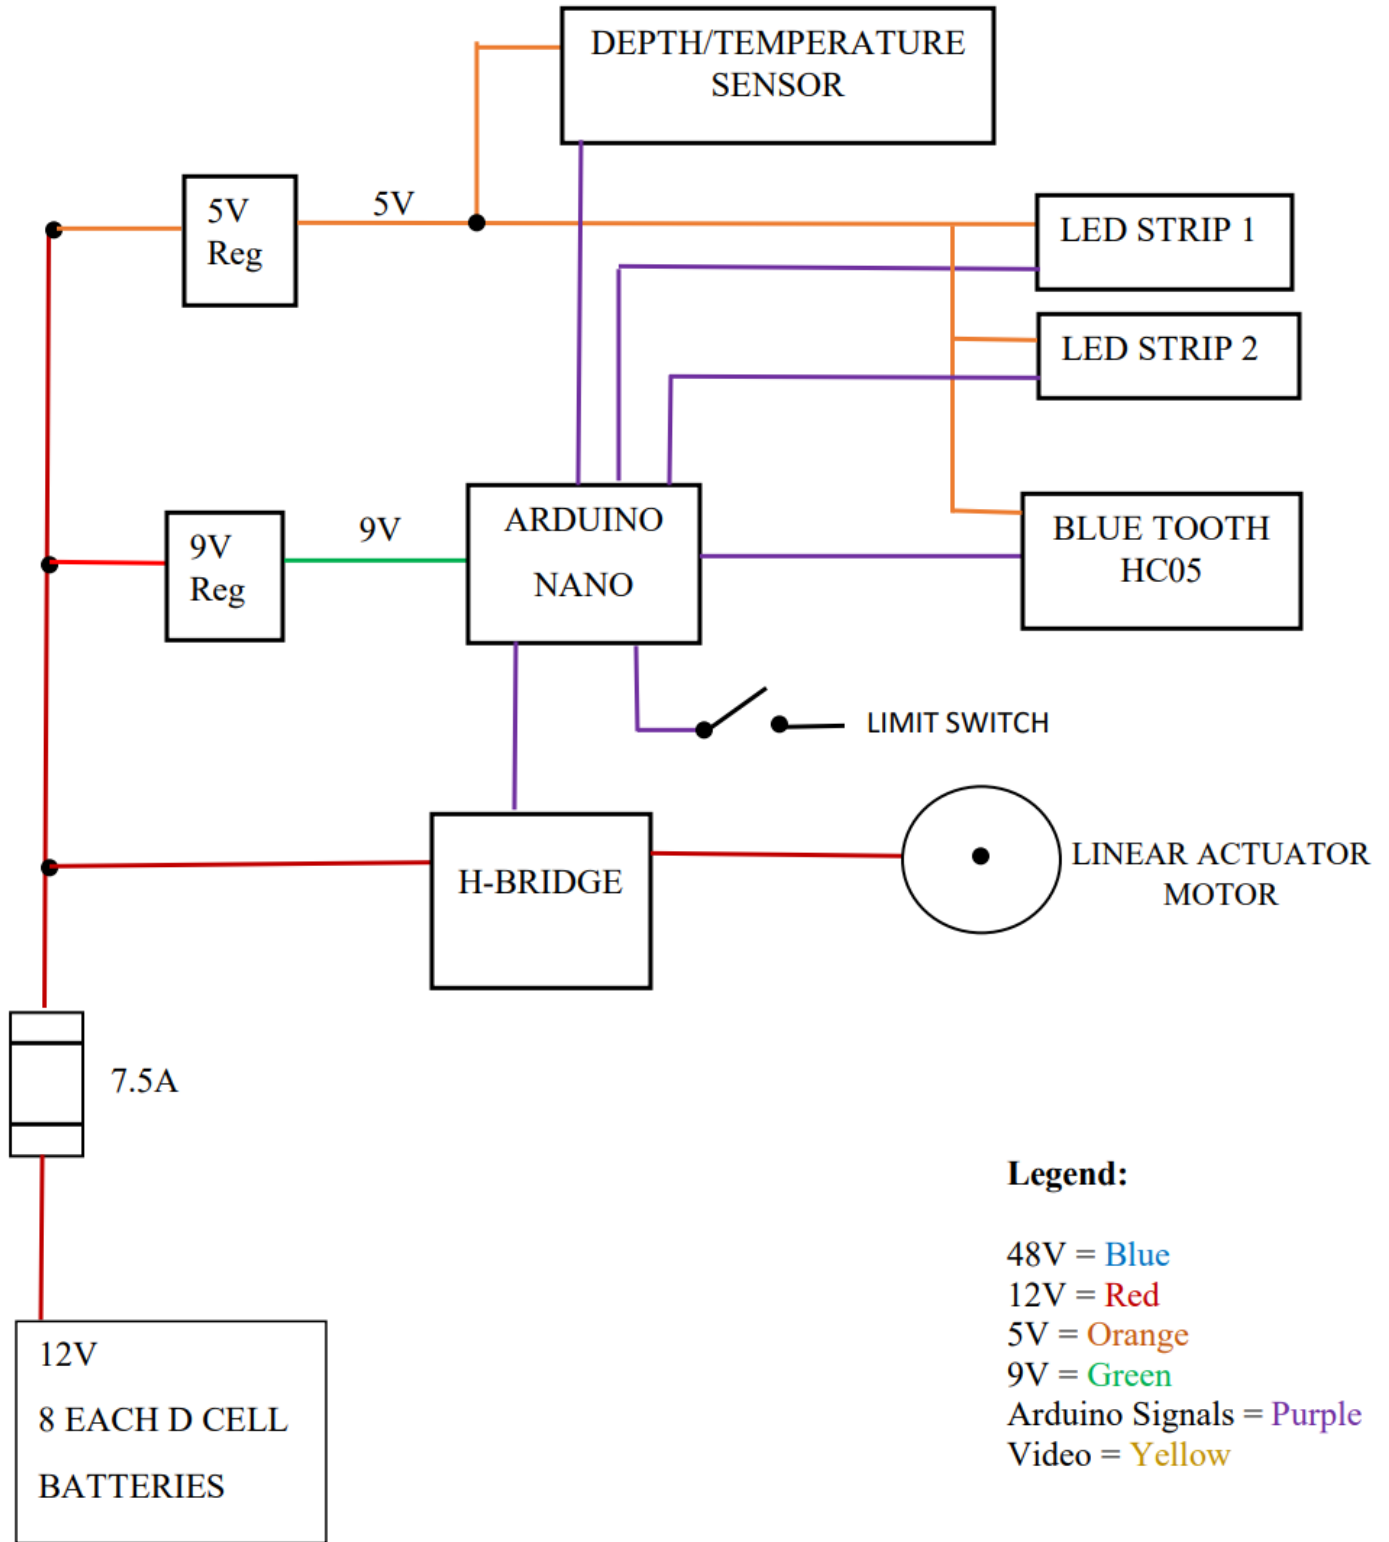 DEPTH/TEMPERATURE
SENSOR
5V
Reg
5V
LED STRIP 1
LED STRIP 2
9V
Reg
9V
ARDUINO
NANO
BLUE TOOTH
HC05
LIMIT SWITCH
H-BRIDGE
LINEAR ACTUATOR
MOTOR
7.5A
12V
8 EACH D CELL
BATTERIES
Legend:
48V = Blue
12V = Red
5V = Orange
9V = Green
Arduino Signals = Purple
Video = Yellow